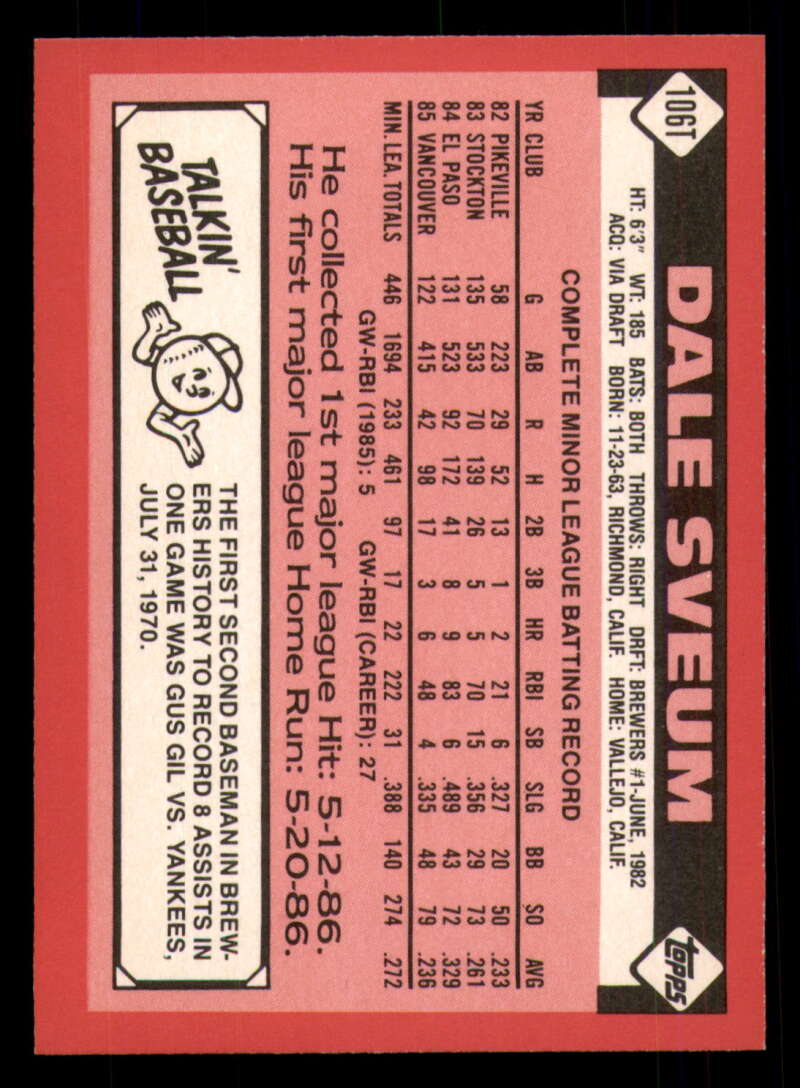 106T
DALE SVEUM
topps
HT: 6'3" WT: 185 BATS: BOTH THROWS: RIGHT DRFT: BREWERS #1-JUNE, 1982
ACQ: VIA DRAFT BORN: 11-23-63, RICHMOND, CALIF. HOME: VALLEJO, CALIF.
COMPLETE MINOR LEAGUE BATTING RECORD
YR CLUB G AB R H 2B 3B HR RBI SB SLG BB SO AVG
82 PIKEVILLE 58 223 29 52 13 1 2 21 6 .327 20 50 .233
83 STOCKTON 135 533 70 139 26 5 5 70 15 .356 29 73 .261
84 EL PASO 131 523 92 172 41 8 9 83 6 .489 43 72 .329
85 VANCOUVER 122 415 42 98 17 3 6 48 4 .335 48 79 .236
MIN. LEA. TOTALS 446 1694 233 461 97 17 22 222 31 .388 140 274 .272
GW-RBI (1985): 5 GW-RBI (CAREER): 27
He collected 1st major league Hit: 5-12-86.
His first major league Home Run: 5-20-86.
TALKIN'
BASEBALL
THE FIRST SECOND BASEMAN IN BREW-
ERS HISTORY TO RECORD 8 ASSISTS IN
ONE GAME WAS GUS GIL VS. YANKEES,
JULY 31, 1970.